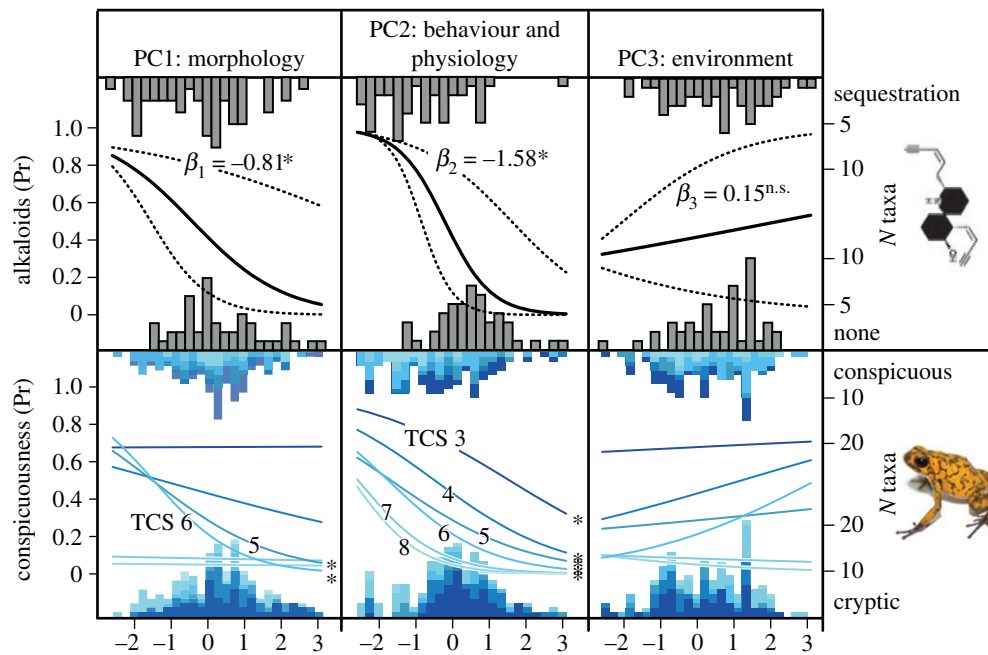 PC1: morphology
PC2: behaviour and
physiology
PC3: environment
sequestration
1.0
0.8
0.6
0.4
0.2
0
alkaloids (Pr)
β1 = –0.81*
β2 = –1.58*
β3 = 0.15n.s.
5
10
10
5
N taxa
none
H
N
O
H
conspicuousness (Pr)
1.0
0.8
0.6
0.4
0.2
0
TCS 6
5
*
*
TCS 3
4
5
6
7
8
*
*
*
*
conspicuous
10
20
20
10
N taxa
cryptic
–2 –1 0 1 2 3
–2 –1 0 1 2 3
–2 –1 0 1 2 3